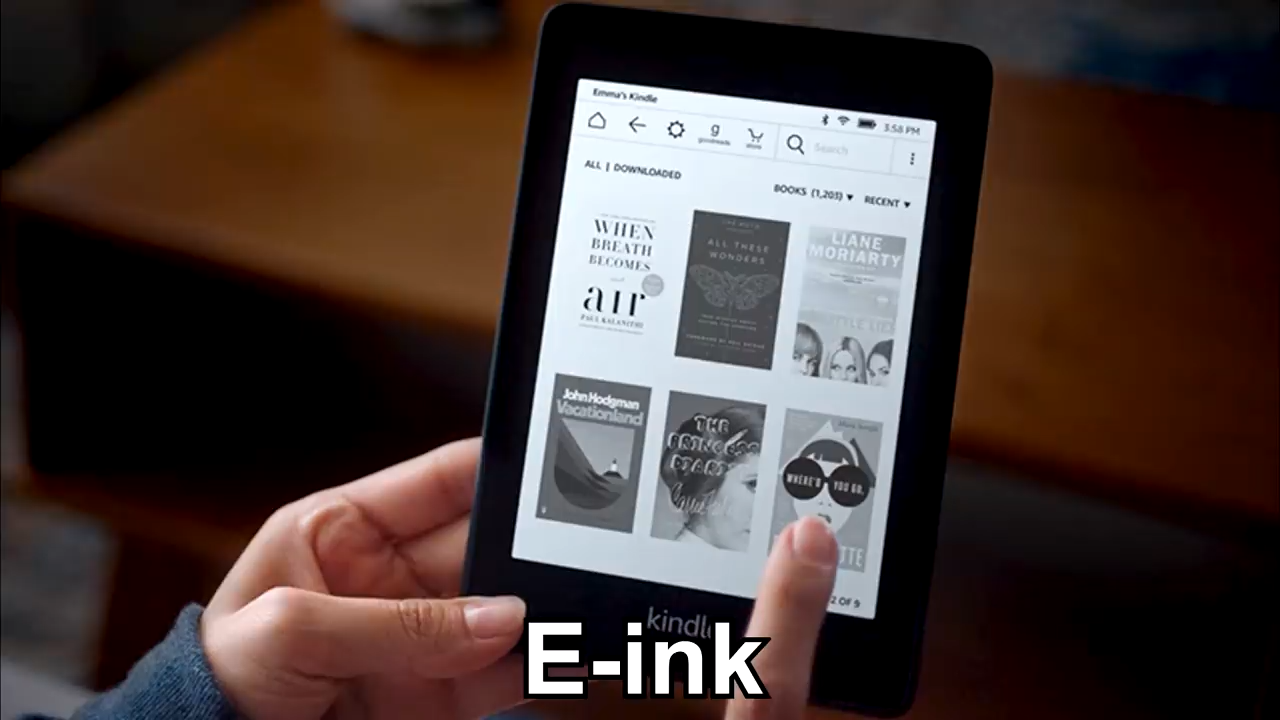 Emma's Kindle
3:58 PM
goodreads
store
Search
ALL | DOWNLOADED
BOOKS (1,203) ▼ RECENT ▼
WHEN
BREATH
BECOMES
air
PAUL KALANITHI
ALL THESE
WONDERS
LIANE
MORIARTY
John Hodgman
Vacationland
THE
PRINCESS
DIARIST
WHERE'D YOU GO,
2 OF 9
kindl
E-ink